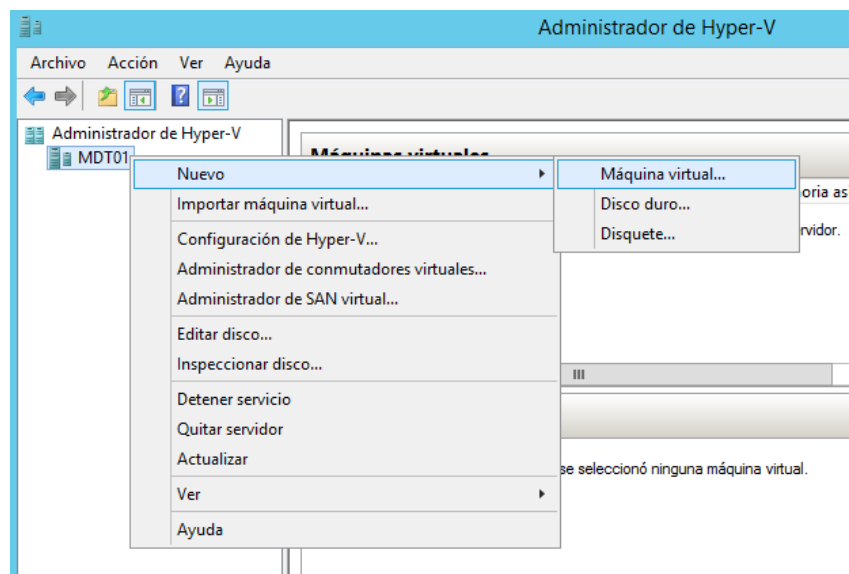 Administrador de Hyper-V
Archivo Acción Ver Ayuda
Administrador de Hyper-V
MDT01
Nuevo
Importar máquina virtual...
Configuración de Hyper-V...
Administrador de conmutadores virtuales...
Administrador de SAN virtual...
Editar disco...
Inspeccionar disco...
Detener servicio
Quitar servidor
Actualizar
Ver
Ayuda
Máquina virtual...
Disco duro...
Disquete...
Máquinas virtuales
oria as
rvidor.
se seleccionó ninguna máquina virtual.